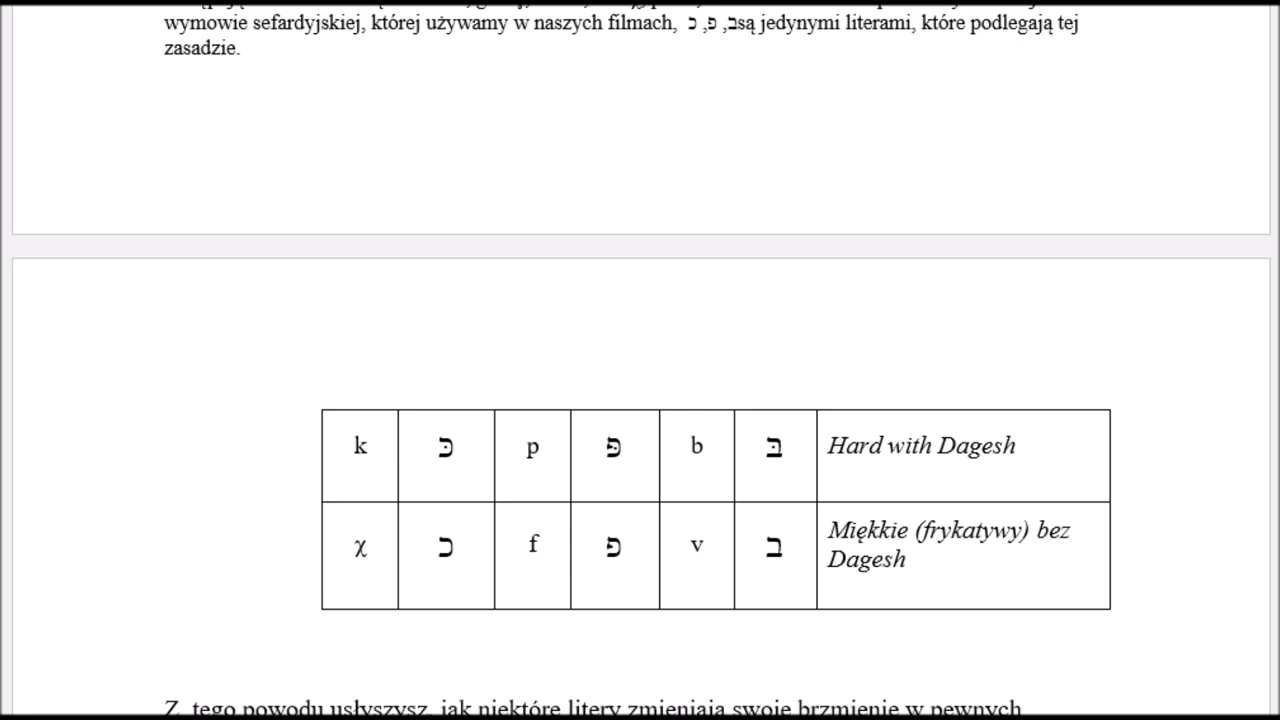 wymowie sefardyjskiej, której używamy w naszych filmach, כ ,פ ,בsą jedynymi literami, które podlegają tej
zasadzie.
k כּ p פּ b בּ Hard with Dagesh
χ כ f פ v ב Miękkie (frykatywy) bez
Dagesh
Z tego powodu usłyszysz, jak niektóre litery zmieniają swoje brzmienie w pewnych